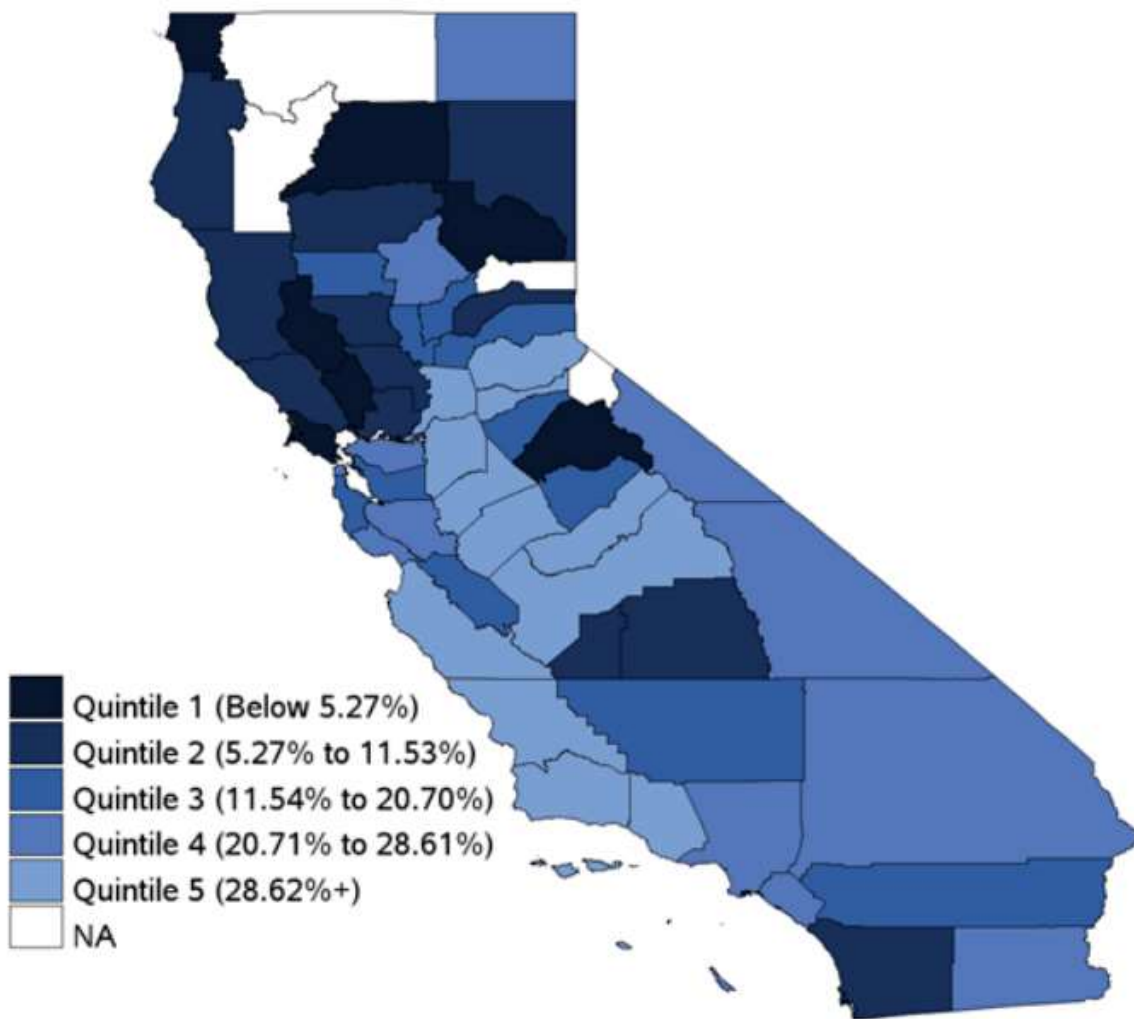 Quintile 1 (Below 5.27%)
Quintile 2 (5.27% to 11.53%)
Quintile 3 (11.54% to 20.70%)
Quintile 4 (20.71% to 28.61%)
Quintile 5 (28.62%+)
NA